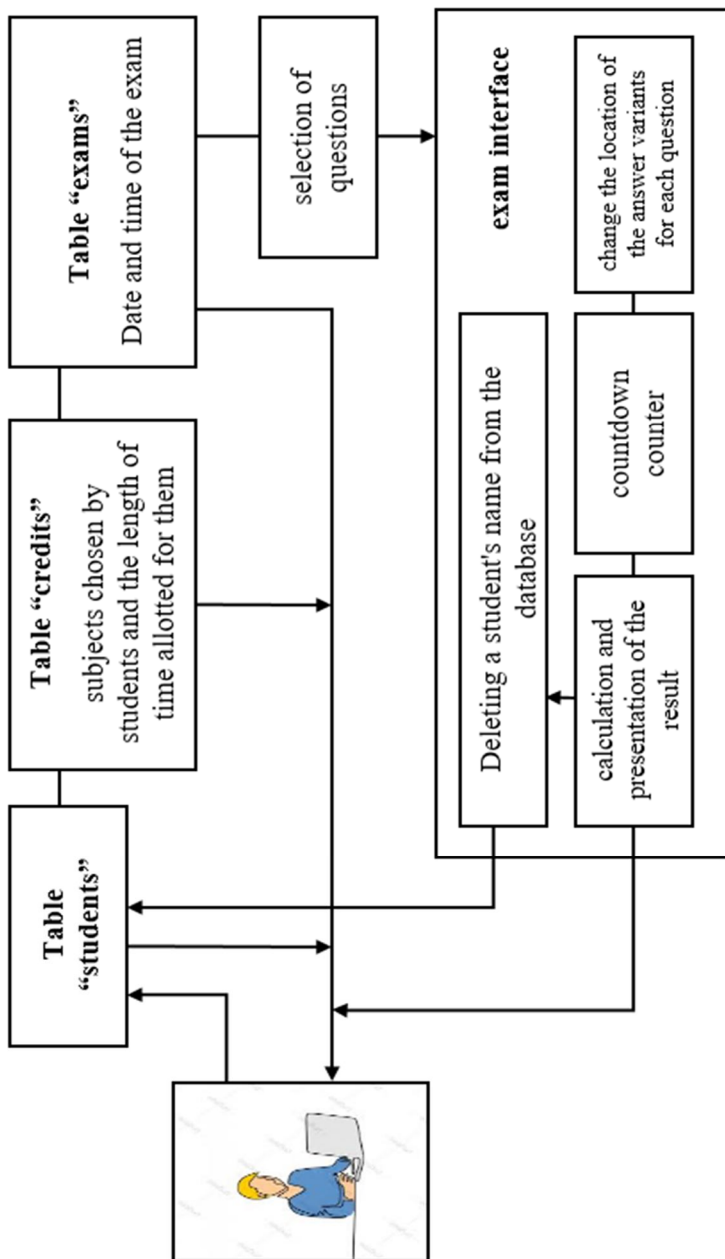 Table
“students”
Table “credits”
subjects chosen by
students and the length of
time allotted for them
Table “exams”
Date and time of the exam
selection of
questions
exam interface
Deleting a student's name from the
database
calculation and
presentation of the
result
countdown
counter
change the location of
the answer variants
for each question